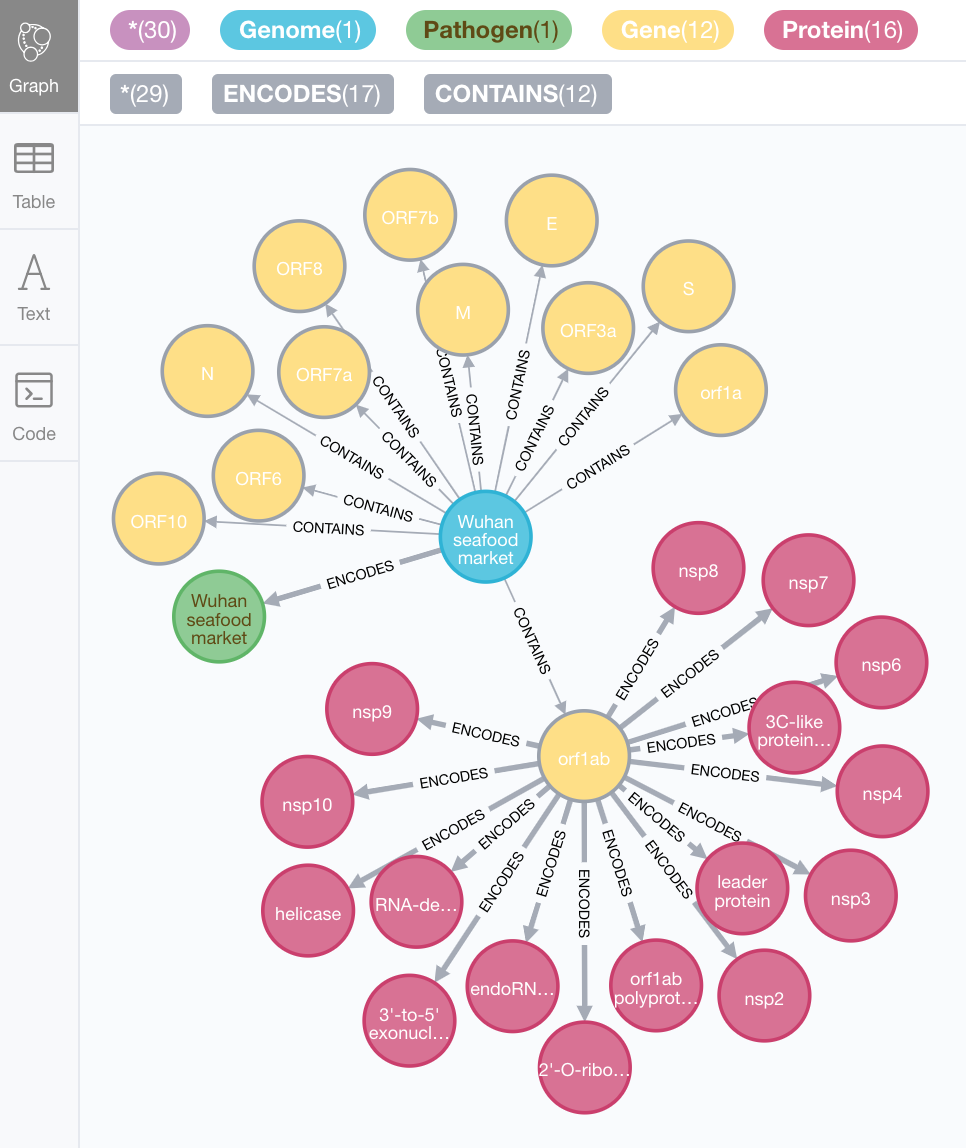 *(30)
Genome(1)
Pathogen(1)
Gene(12)
Protein(16)
Graph
*(29)
ENCODES(17)
CONTAINS(12)
Table
Text
Code
ORF7b
E
ORF8
S
M
ORF3a
N
ORF7a
orf1a
ORF6
ORF10
CONTAINS
CONTAINS
CONTAINS
CONTAINS
CONTAINS
CONTAINS
CONTAINS
CONTAINS
CONTAINS
CONTAINS
CONTAINS
Wuhan
seafood
market
ENCODES
Wuhan
seafood
market
CONTAINS
nsp8
nsp7
nsp6
ENCODES
ENCODES
ENCODES
nsp9
ENCODES
3C-like
protein…
ENCODES
orf1ab
ENCODES
nsp4
nsp10
ENCODES
ENCODES
ENCODES
ENCODES
ENCODES
ENCODES
ENCODES
ENCODES
ENCODES
ENCODES
helicase
RNA-de…
leader
protein
nsp3
3'-to-5'
exonucl…
endoRN…
orf1ab
polyprot…
nsp2
2'-O-ribo…